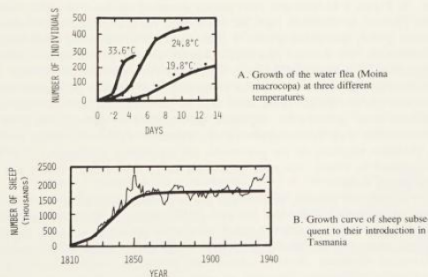 NUMBER OF INDIVIDUALS
500
400
300
200
100
0
33.6°C
24.8°C
19.8°C
0 2 4 6 8 10 12 14
DAYS
A. Growth of the water flea (Moina
macrocopa) at three different
temperatures
NUMBER OF SHEEP
(THOUSANDS)
2500
2000
1500
1000
500
0
1810 1850 1900 1940
YEAR
B. Growth curve of sheep subse
quent to their introduction in
Tasmania